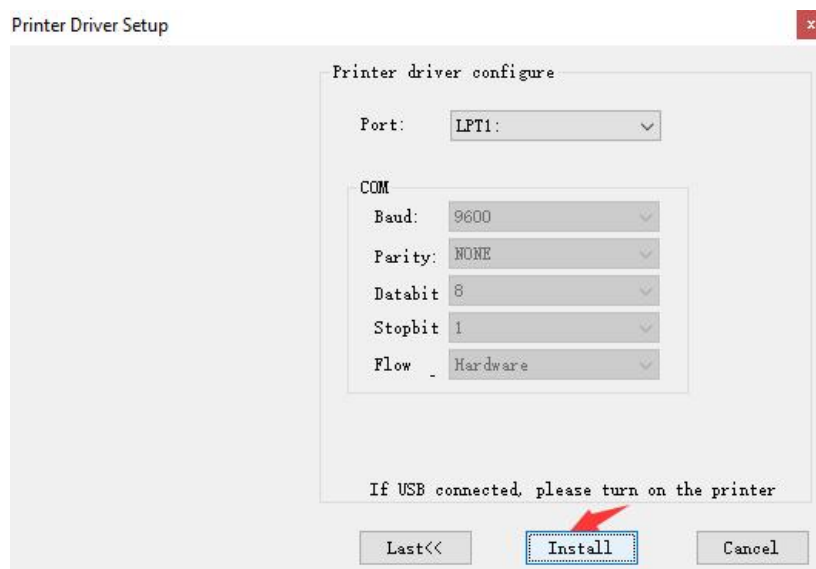 Printer Driver Setup
x
Printer driver configure
Port: LPT1:
COM
Baud: 9600
Parity: NONE
Databit 8
Stopbit 1
Flow - Hardware
If USB connected, please turn on the printer
Last<< Install Cancel